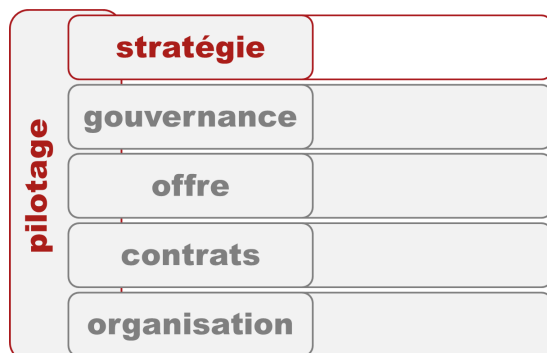 pilotage
stratégie
gouvernance
offre
contrats
organisation